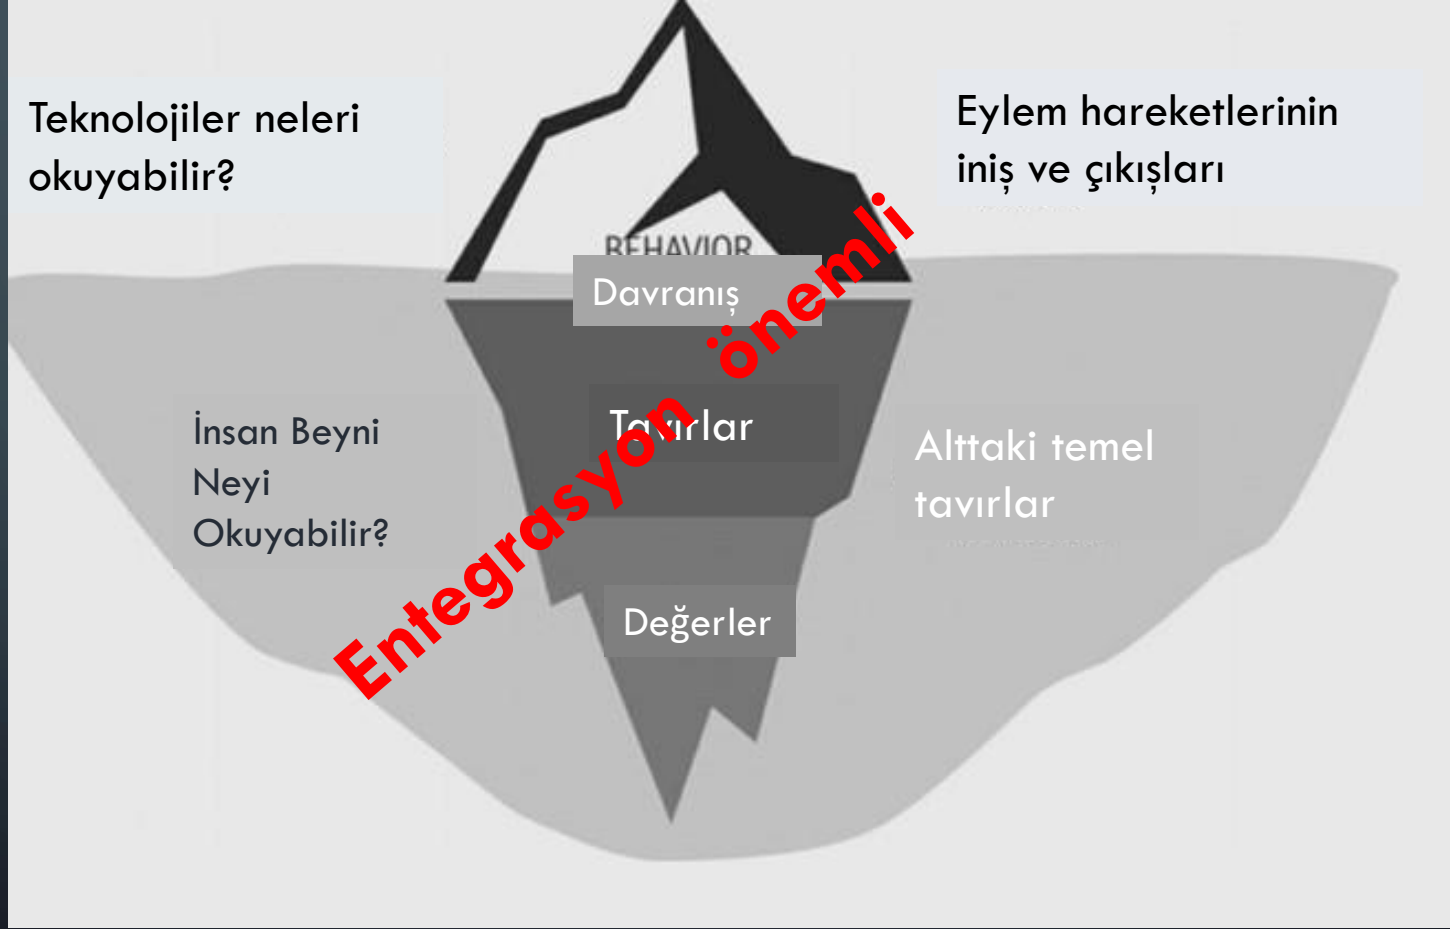 Teknolojiler neleri
okuyabilir?
Eylem hareketlerinin
iniş ve çıkışları
BEHAVIOR
Davranış
Entegrasyon önemli
Tavırlar
İnsan Beyni
Neyi
Okuyabilir?
Alttaki temel
tavırlar
Değerler